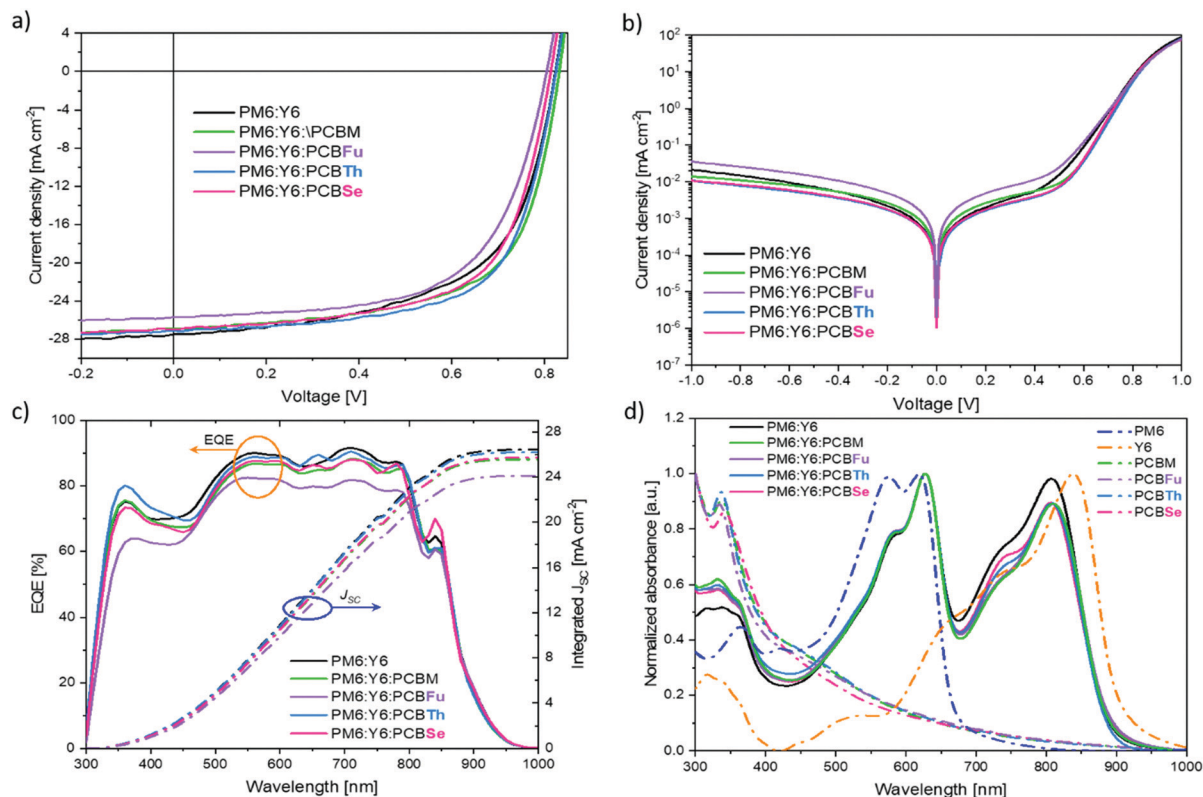 a)
4
0
-4
-8
-12
-16
-20
-24
-28
Current density [mA cm⁻²]
PM6:Y6
PM6:Y6:\PCBM
PM6:Y6:PCBFu
PM6:Y6:PCBTh
PM6:Y6:PCBSe
-0.2 0.0 0.2 0.4 0.6 0.8
Voltage [V]
b)
10²
10¹
10⁰
10⁻¹
10⁻²
10⁻³
10⁻⁴
10⁻⁵
10⁻⁶
10⁻⁷
Current density [mA cm⁻²]
PM6:Y6
PM6:Y6:PCBM
PM6:Y6:PCBFu
PM6:Y6:PCBTh
PM6:Y6:PCBSe
-1.0 -0.8 -0.6 -0.4 -0.2 0.0 0.2 0.4 0.6 0.8 1.0
Voltage [V]
c)
100
80
60
40
20
0
EQE [%]
EQE
J_SC
28
24
20
16
12
8
4
0
Integrated J_SC [mA cm⁻²]
PM6:Y6
PM6:Y6:PCBM
PM6:Y6:PCBFu
PM6:Y6:PCBTh
PM6:Y6:PCBSe
300 400 500 600 700 800 900 1000
Wavelength [nm]
d)
1.2
1.0
0.8
0.6
0.4
0.2
0.0
Normalized absorbance [a.u.]
PM6:Y6
PM6:Y6:PCBM
PM6:Y6:PCBFu
PM6:Y6:PCBTh
PM6:Y6:PCBSe
PM6
Y6
PCBM
PCBFu
PCBTh
PCBSe
300 400 500 600 700 800 900 1000
Wavelength [nm]